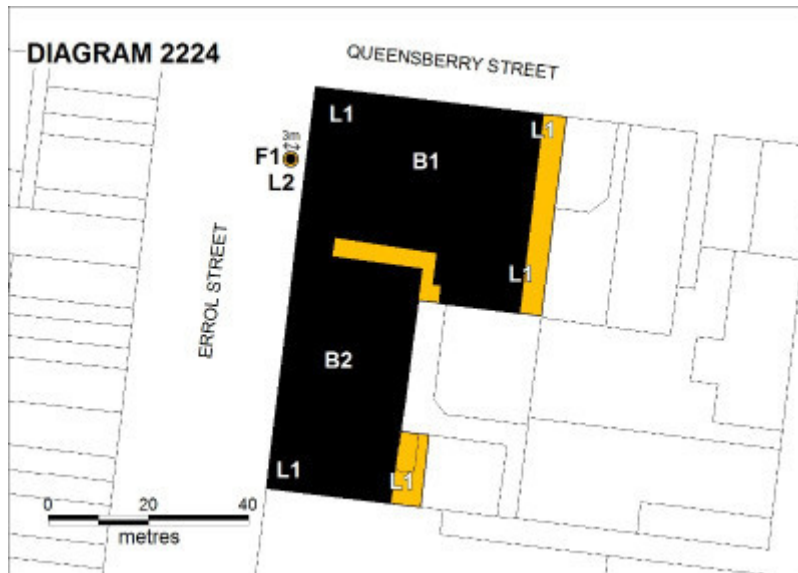 DIAGRAM 2224
QUEENSBERRY STREET
L1
L1
3m
F1
B1
L2
L1
ERROL STREET
B2
L1
L1
0 20 40
metres